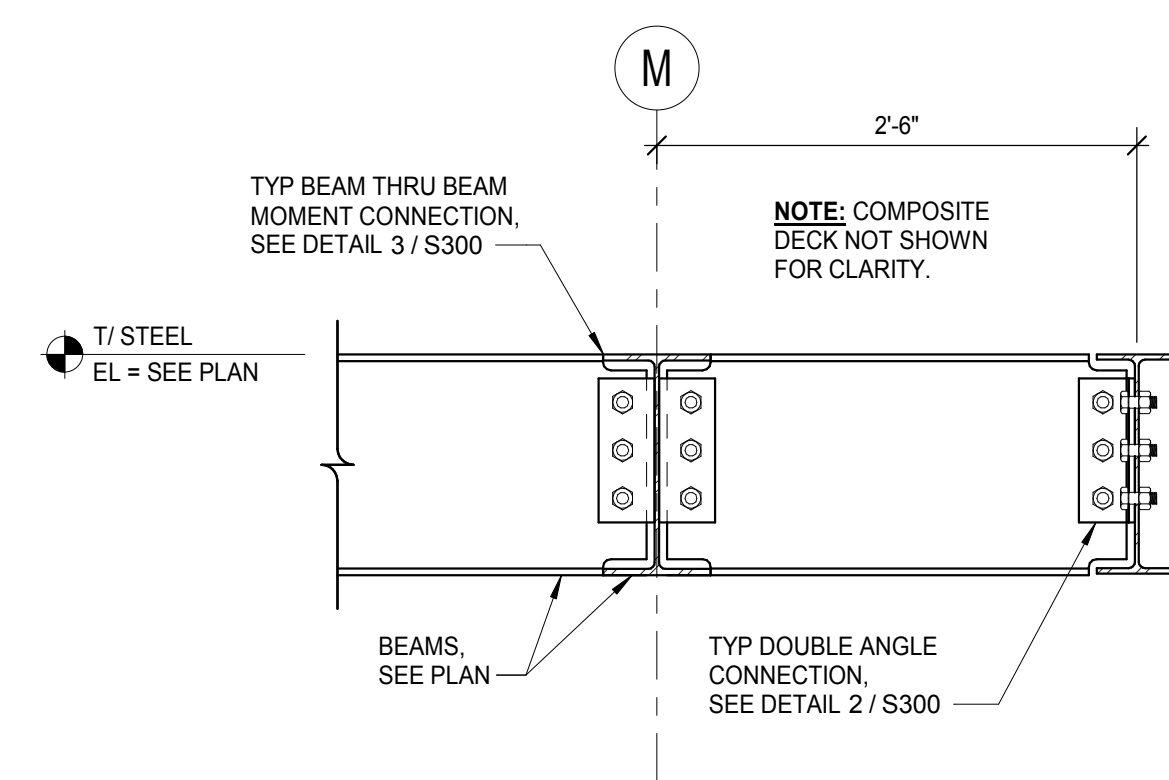 M
2'-6"
TYP BEAM THRU BEAM
MOMENT CONNECTION,
SEE DETAIL 3 / S300
NOTE: COMPOSITE
DECK NOT SHOWN
FOR CLARITY.
T/ STEEL
EL = SEE PLAN
BEAMS,
SEE PLAN
TYP DOUBLE ANGLE
CONNECTION,
SEE DETAIL 2 / S300